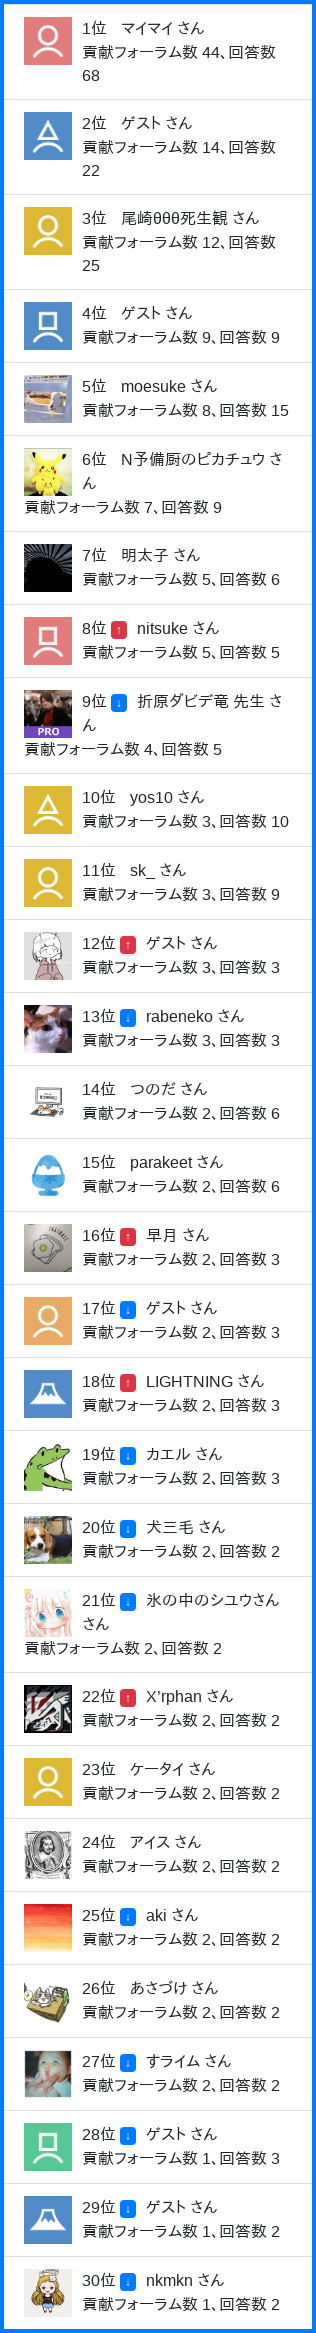 1位 マイマイ さん
貢献フォーラム数 44、回答数
68
2位 ゲスト さん
貢献フォーラム数 14、回答数
22
3位 尾崎θθθ死生観 さん
貢献フォーラム数 12、回答数
25
4位 ゲスト さん
貢献フォーラム数 9、回答数 9
5位 moesuke さん
貢献フォーラム数 8、回答数 15
6位 N予備厨のピカチュウ さ
ん
貢献フォーラム数 7、回答数 9
7位 明太子 さん
貢献フォーラム数 5、回答数 6
8位 ↑ nitsuke さん
貢献フォーラム数 5、回答数 5
9位 ↓ 折原ダビデ竜 先生 さ
ん
PRO
貢献フォーラム数 4、回答数 5
10位 yos10 さん
貢献フォーラム数 3、回答数 10
11位 sk_ さん
貢献フォーラム数 3、回答数 9
12位 ↑ ゲスト さん
貢献フォーラム数 3、回答数 3
13位 ↓ rabeneko さん
貢献フォーラム数 3、回答数 3
14位 つのだ さん
貢献フォーラム数 2、回答数 6
15位 parakeet さん
貢献フォーラム数 2、回答数 6
16位 ↑ 早月 さん
貢献フォーラム数 2、回答数 3
17位 ↓ ゲスト さん
貢献フォーラム数 2、回答数 3
18位 ↑ LIGHTNING さん
貢献フォーラム数 2、回答数 3
19位 ↓ カエル さん
貢献フォーラム数 2、回答数 3
20位 ↓ 犬三毛 さん
貢献フォーラム数 2、回答数 2
21位 ↓ 氷の中のシユウさん
さん
貢献フォーラム数 2、回答数 2
22位 ↑ X’rphan さん
貢献フォーラム数 2、回答数 2
23位 ケータイ さん
貢献フォーラム数 2、回答数 2
24位 アイス さん
貢献フォーラム数 2、回答数 2
25位 ↓ aki さん
貢献フォーラム数 2、回答数 2
26位 あさづけ さん
貢献フォーラム数 2、回答数 2
27位 ↓ すライム さん
貢献フォーラム数 2、回答数 2
28位 ↓ ゲスト さん
貢献フォーラム数 1、回答数 3
29位 ↓ ゲスト さん
貢献フォーラム数 1、回答数 2
30位 ↓ nkmkn さん
貢献フォーラム数 1、回答数 2